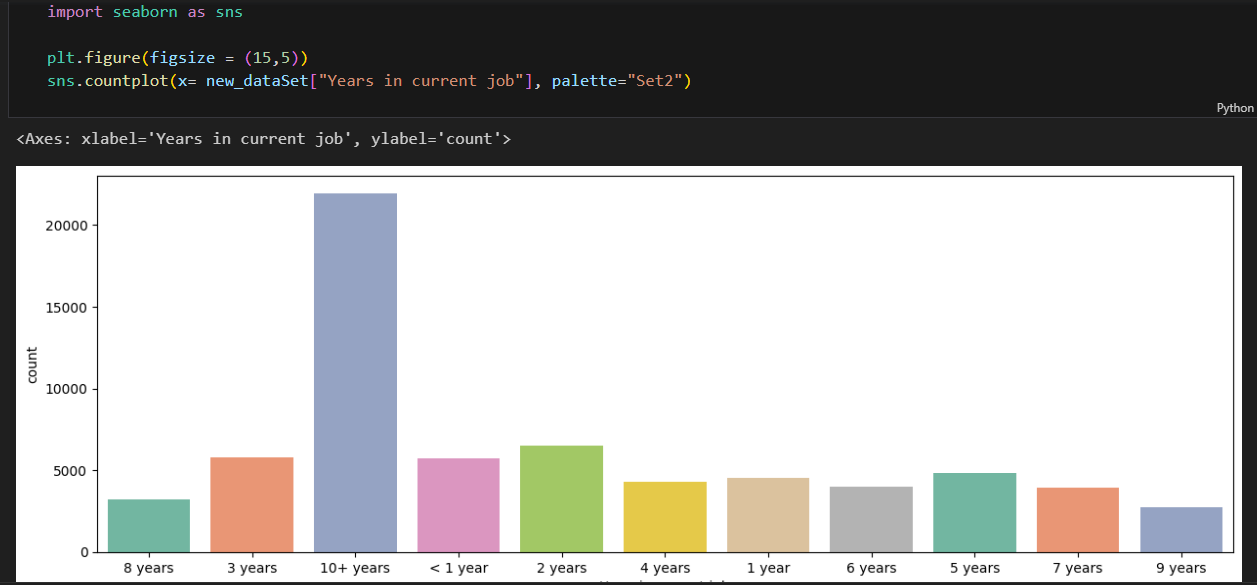 import seaborn as sns
plt.figure(figsize = (15,5))
sns.countplot(x= new_dataSet["Years in current job"], palette="Set2")
Python
<Axes: xlabel='Years in current job', ylabel='count'>
20000
15000
10000
5000
0
count
8 years 3 years 10+ years < 1 year 2 years 4 years 1 year 6 years 5 years 7 years 9 years